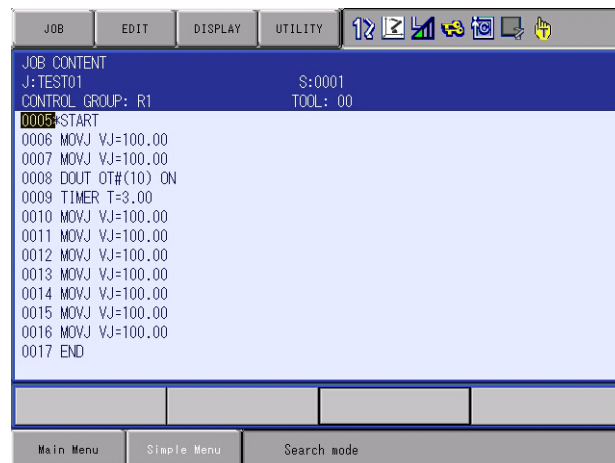 JOB EDIT DISPLAY UTILITY
JOB CONTENT
J:TEST01 S:0001
CONTROL GROUP: R1 TOOL: 00
0005 *START
0006 MOVJ VJ=100.00
0007 MOVJ VJ=100.00
0008 DOUT OT#(10) ON
0009 TIMER T=3.00
0010 MOVJ VJ=100.00
0011 MOVJ VJ=100.00
0012 MOVJ VJ=100.00
0013 MOVJ VJ=100.00
0014 MOVJ VJ=100.00
0015 MOVJ VJ=100.00
0016 MOVJ VJ=100.00
0017 END
Main Menu Simple Menu Search mode